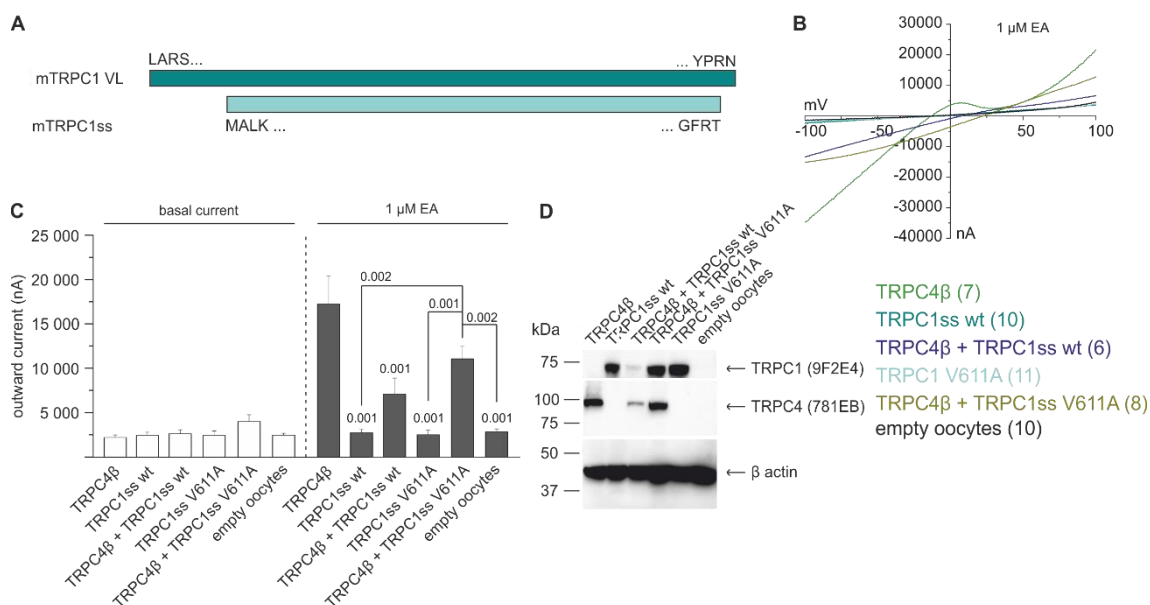 A
LARS...
... YPRN
mTRPC1 VL
mTRPC1ss
MALK ...
... GFRT
B
1 µM EA
30000
20000
10000
mV
-100
-50
50
100
-10000
-20000
-30000
-40000
nA
C
basal current
1 µM EA
25 000
20 000
15 000
10 000
5 000
outward current (nA)
0.002
0.001
0.002
0.001
0.001
0.001
0.001
TRPC4β
TRPC1ss wt
TRPC4β + TRPC1ss wt
TRPC1ss V611A
TRPC4β + TRPC1ss V611A
empty oocytes
TRPC4β
TRPC1ss wt
TRPC4β + TRPC1ss wt
TRPC1ss V611A
TRPC4β + TRPC1ss V611A
empty oocytes
D
TRPC4β
TRPC1ss wt
TRPC4β + TRPC1ss wt
TRPC4β + TRPC1ss V611A
TRPC1ss V611A
empty oocytes
kDa
75
← TRPC1 (9F2E4)
100
← TRPC4 (781EB)
75
50
← β actin
37
TRPC4β (7)
TRPC1ss wt (10)
TRPC4β + TRPC1ss wt (6)
TRPC1 V611A (11)
TRPC4β + TRPC1ss V611A (8)
empty oocytes (10)